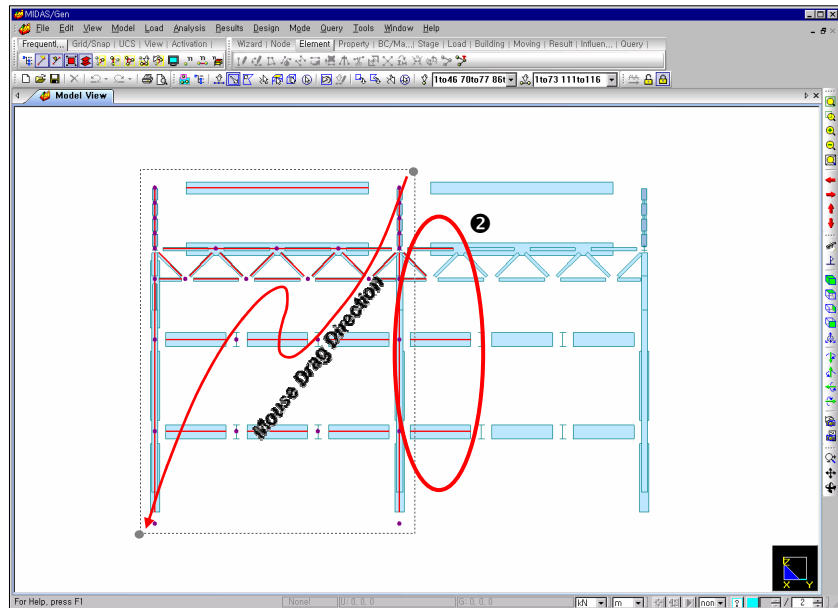 MIDAS/Gen
File Edit View Model Load Analysis Results Design Mode Query Tools Window Help
Frequentl... Grid/Snap | UCS | View | Activation | Wizard | Node Element Property | BC/Ma... | Stage | Load | Building | Moving | Result | Influen... | Query |
1to46 70to77 86t 1to73 111to116
Model View
❷
Mouse Drag Direction
Z
X Y
For Help, press F1 None! U: 0, 0, 0 G: 0, 0, 0 kN m non ? / 2